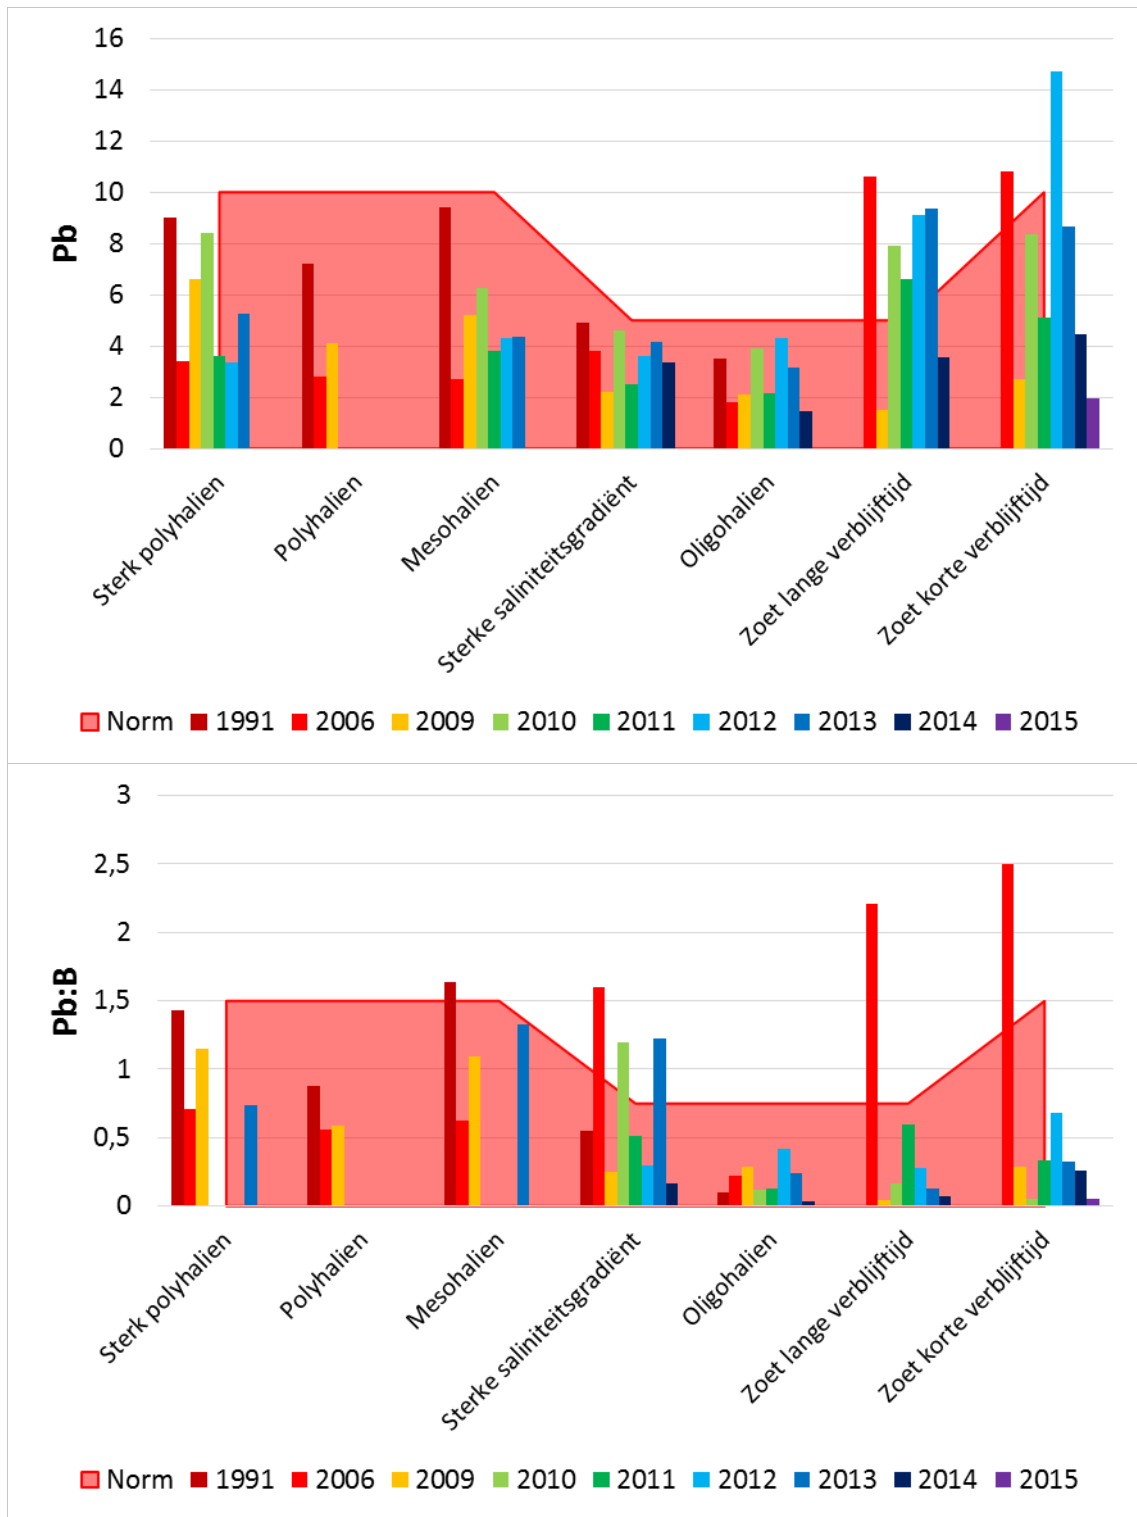 16
14
12
10
8
6
4
2
0
Pb
Sterk polyhalien
Polyhalien
Mesohalien
Sterke saliniteitsgradiënt
Oligohalien
Zoet lange verblijftijd
Zoet korte verblijftijd
Norm 1991 2006 2009 2010 2011 2012 2013 2014 2015
3
2,5
2
1,5
1
0,5
0
Pb:B
Sterk polyhalien
Polyhalien
Mesohalien
Sterke saliniteitsgradiënt
Oligohalien
Zoet lange verblijftijd
Zoet korte verblijftijd
Norm 1991 2006 2009 2010 2011 2012 2013 2014 2015